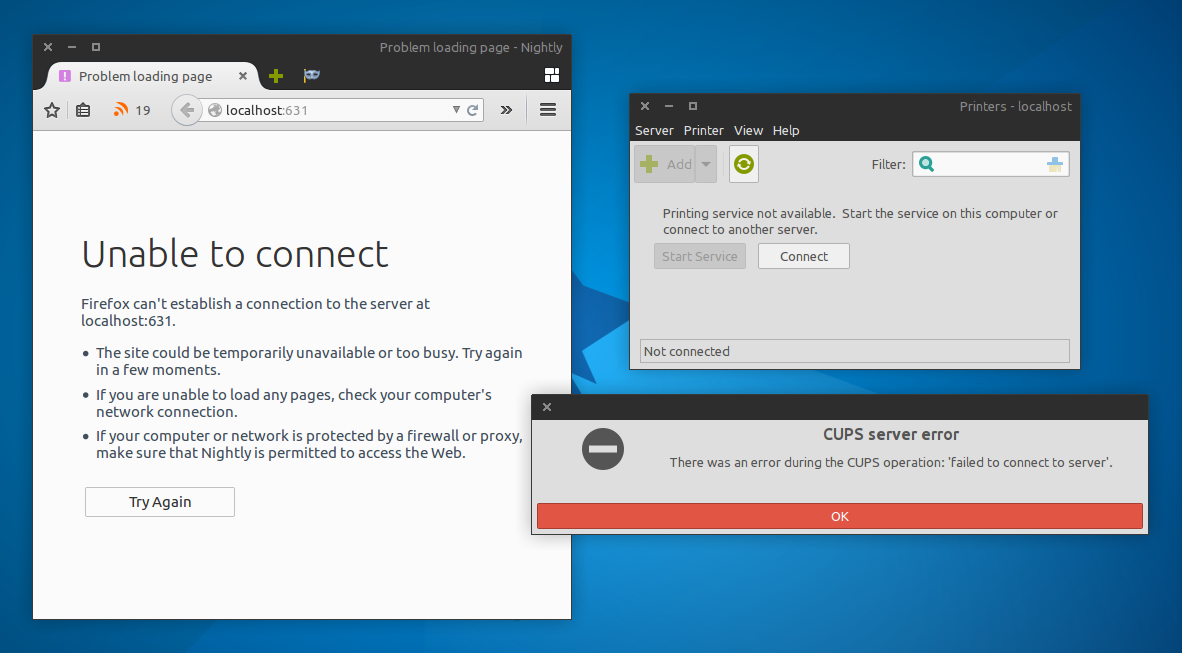 Problem loading page - Nightly
Problem loading page
19
localhost:631
Unable to connect
Firefox can't establish a connection to the server at
localhost:631.
The site could be temporarily unavailable or too busy. Try again
in a few moments.
If you are unable to load any pages, check your computer's
network connection.
If your computer or network is protected by a firewall or proxy,
make sure that Nightly is permitted to access the Web.
Try Again
Printers - localhost
Server Printer View Help
Add
Filter:
Printing service not available. Start the service on this computer or
connect to another server.
Start Service Connect
Not connected
CUPS server error
There was an error during the CUPS operation: 'failed to connect to server'.
OK